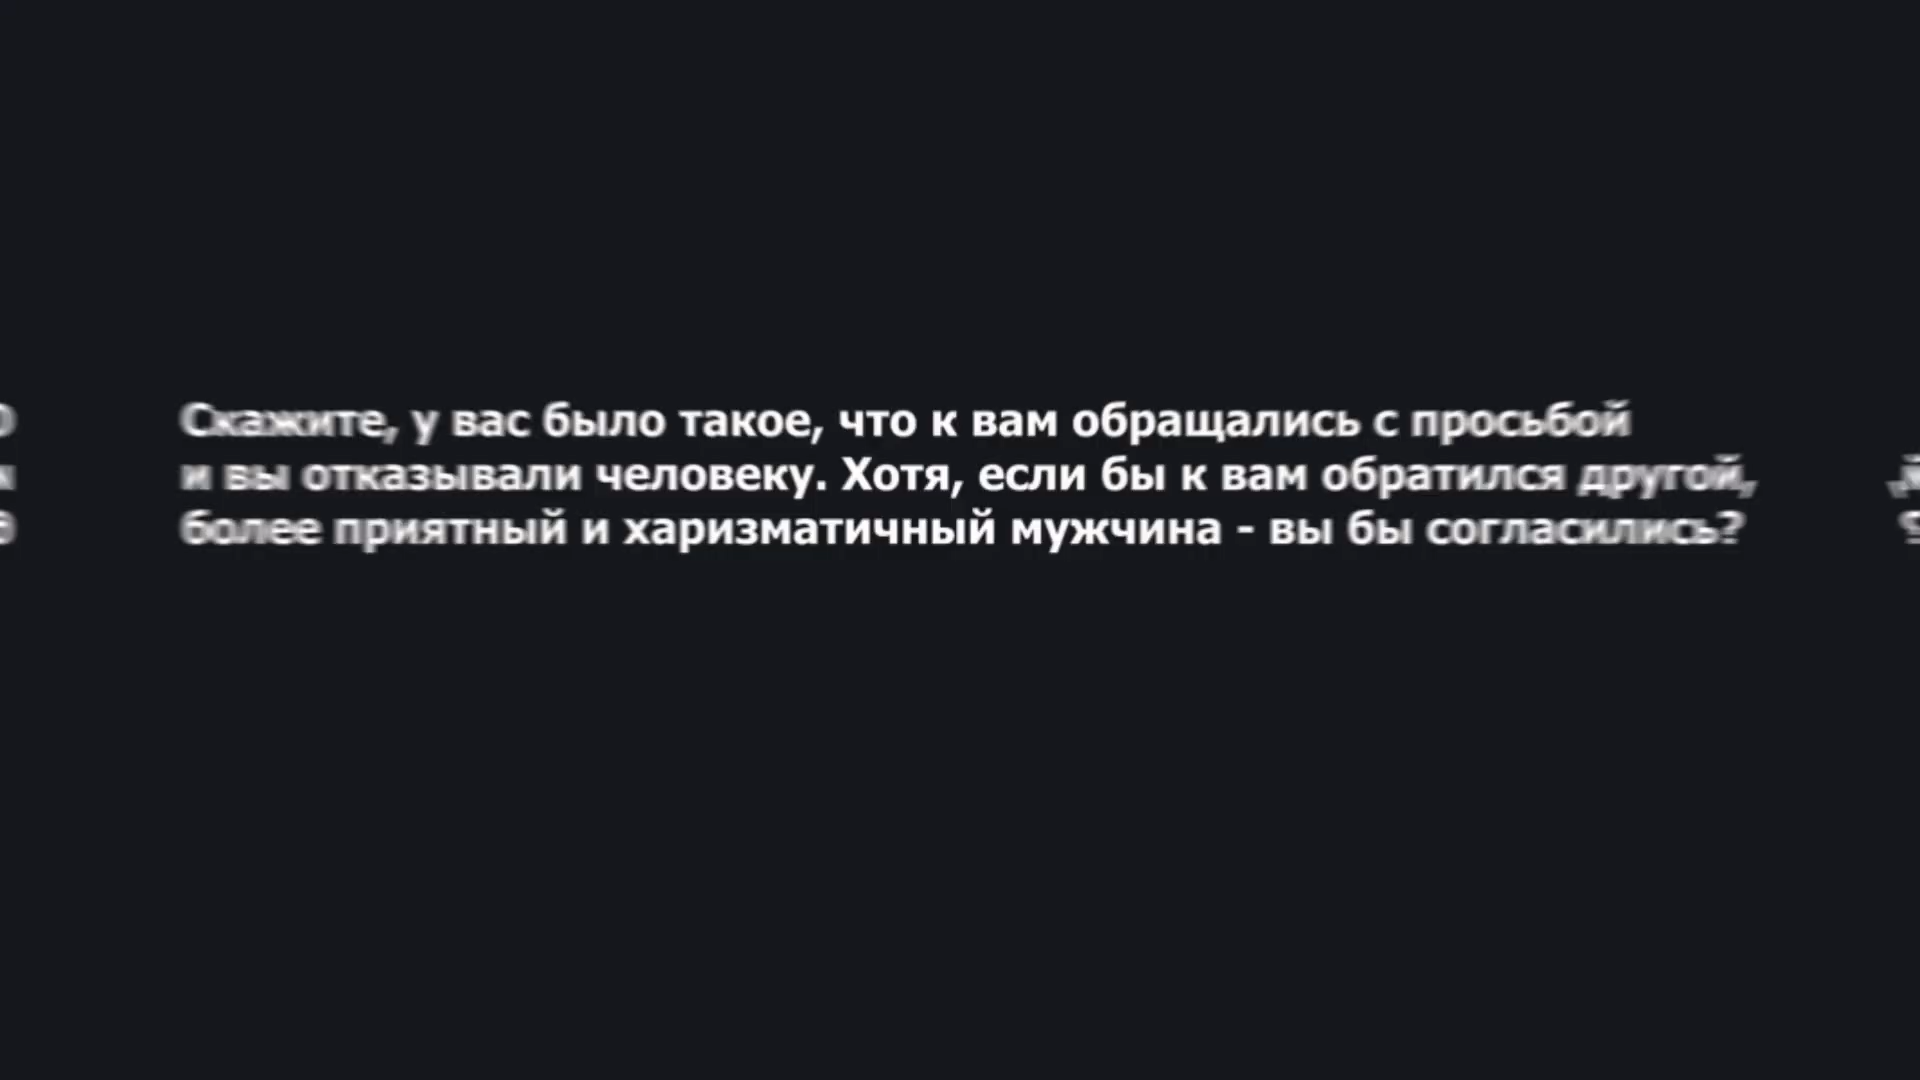 Скажите, у вас было такое, что к вам обращались с просьбой
и вы отказывали человеку. Хотя, если бы к вам обратился другой,
более приятный и харизматичный мужчина - вы бы согласились?